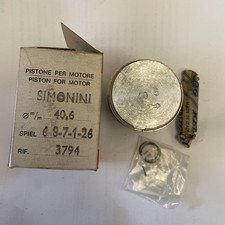 PISTONE PER MOTORE
PISTON FOR MOTOR
SIMONINI
Ø m/m 40,6
SPIEL 6-8-7-1-26
RIF. 3794